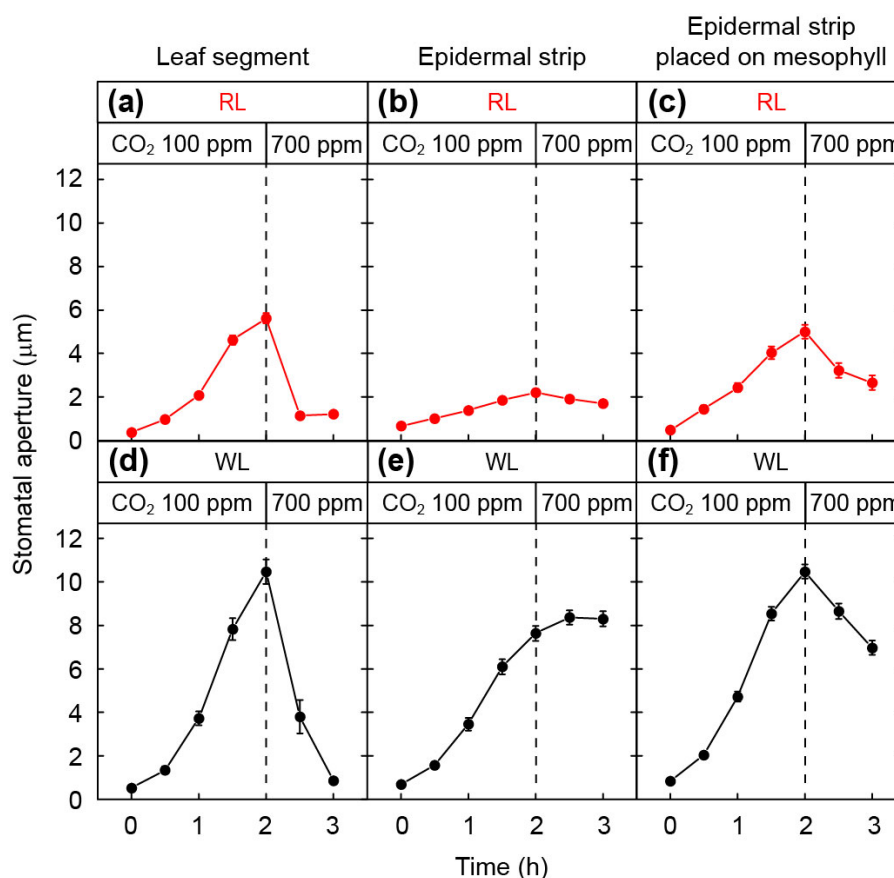 Leaf segment
Epidermal strip
Epidermal strip
placed on mesophyll
(a) RL
(b) RL
(c) RL
CO₂ 100 ppm 700 ppm
CO₂ 100 ppm 700 ppm
CO₂ 100 ppm 700 ppm
12
10
8
6
4
2
0
(d) WL
(e) WL
(f) WL
CO₂ 100 ppm 700 ppm
CO₂ 100 ppm 700 ppm
CO₂ 100 ppm 700 ppm
12
10
8
6
4
2
0
0 1 2 3
0 1 2 3
0 1 2 3
Stomatal aperture (μm)
Time (h)